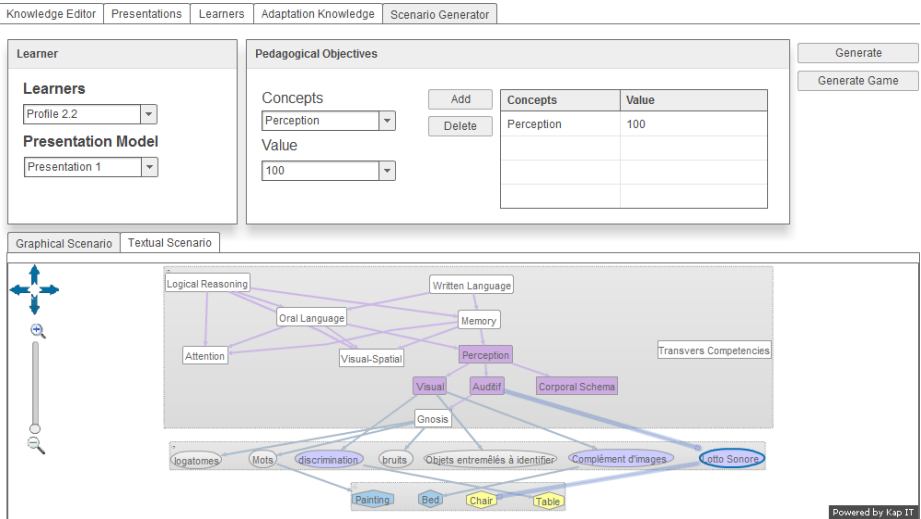 Knowledge Editor Presentations Learners Adaptation Knowledge Scenario Generator
Learner
Pedagogical Objectives
Generate
Generate Game
Learners
Profile 2.2
Presentation Model
Presentation 1
Concepts
Perception
Value
100
Add
Delete
Concepts Value
Perception 100
Graphical Scenario Textual Scenario
Logical Reasoning
Written Language
Oral Language
Memory
Attention
Visual-Spatial
Perception
Transvers Competencies
Visual
Auditif
Corporal Schema
Gnosis
logatomes
Mots
discrimination
bruits
Objets entremêlés à identifier
Complément d'images
Lotto Sonore
Painting
Bed
Chair
Table
Powered by Kap IT